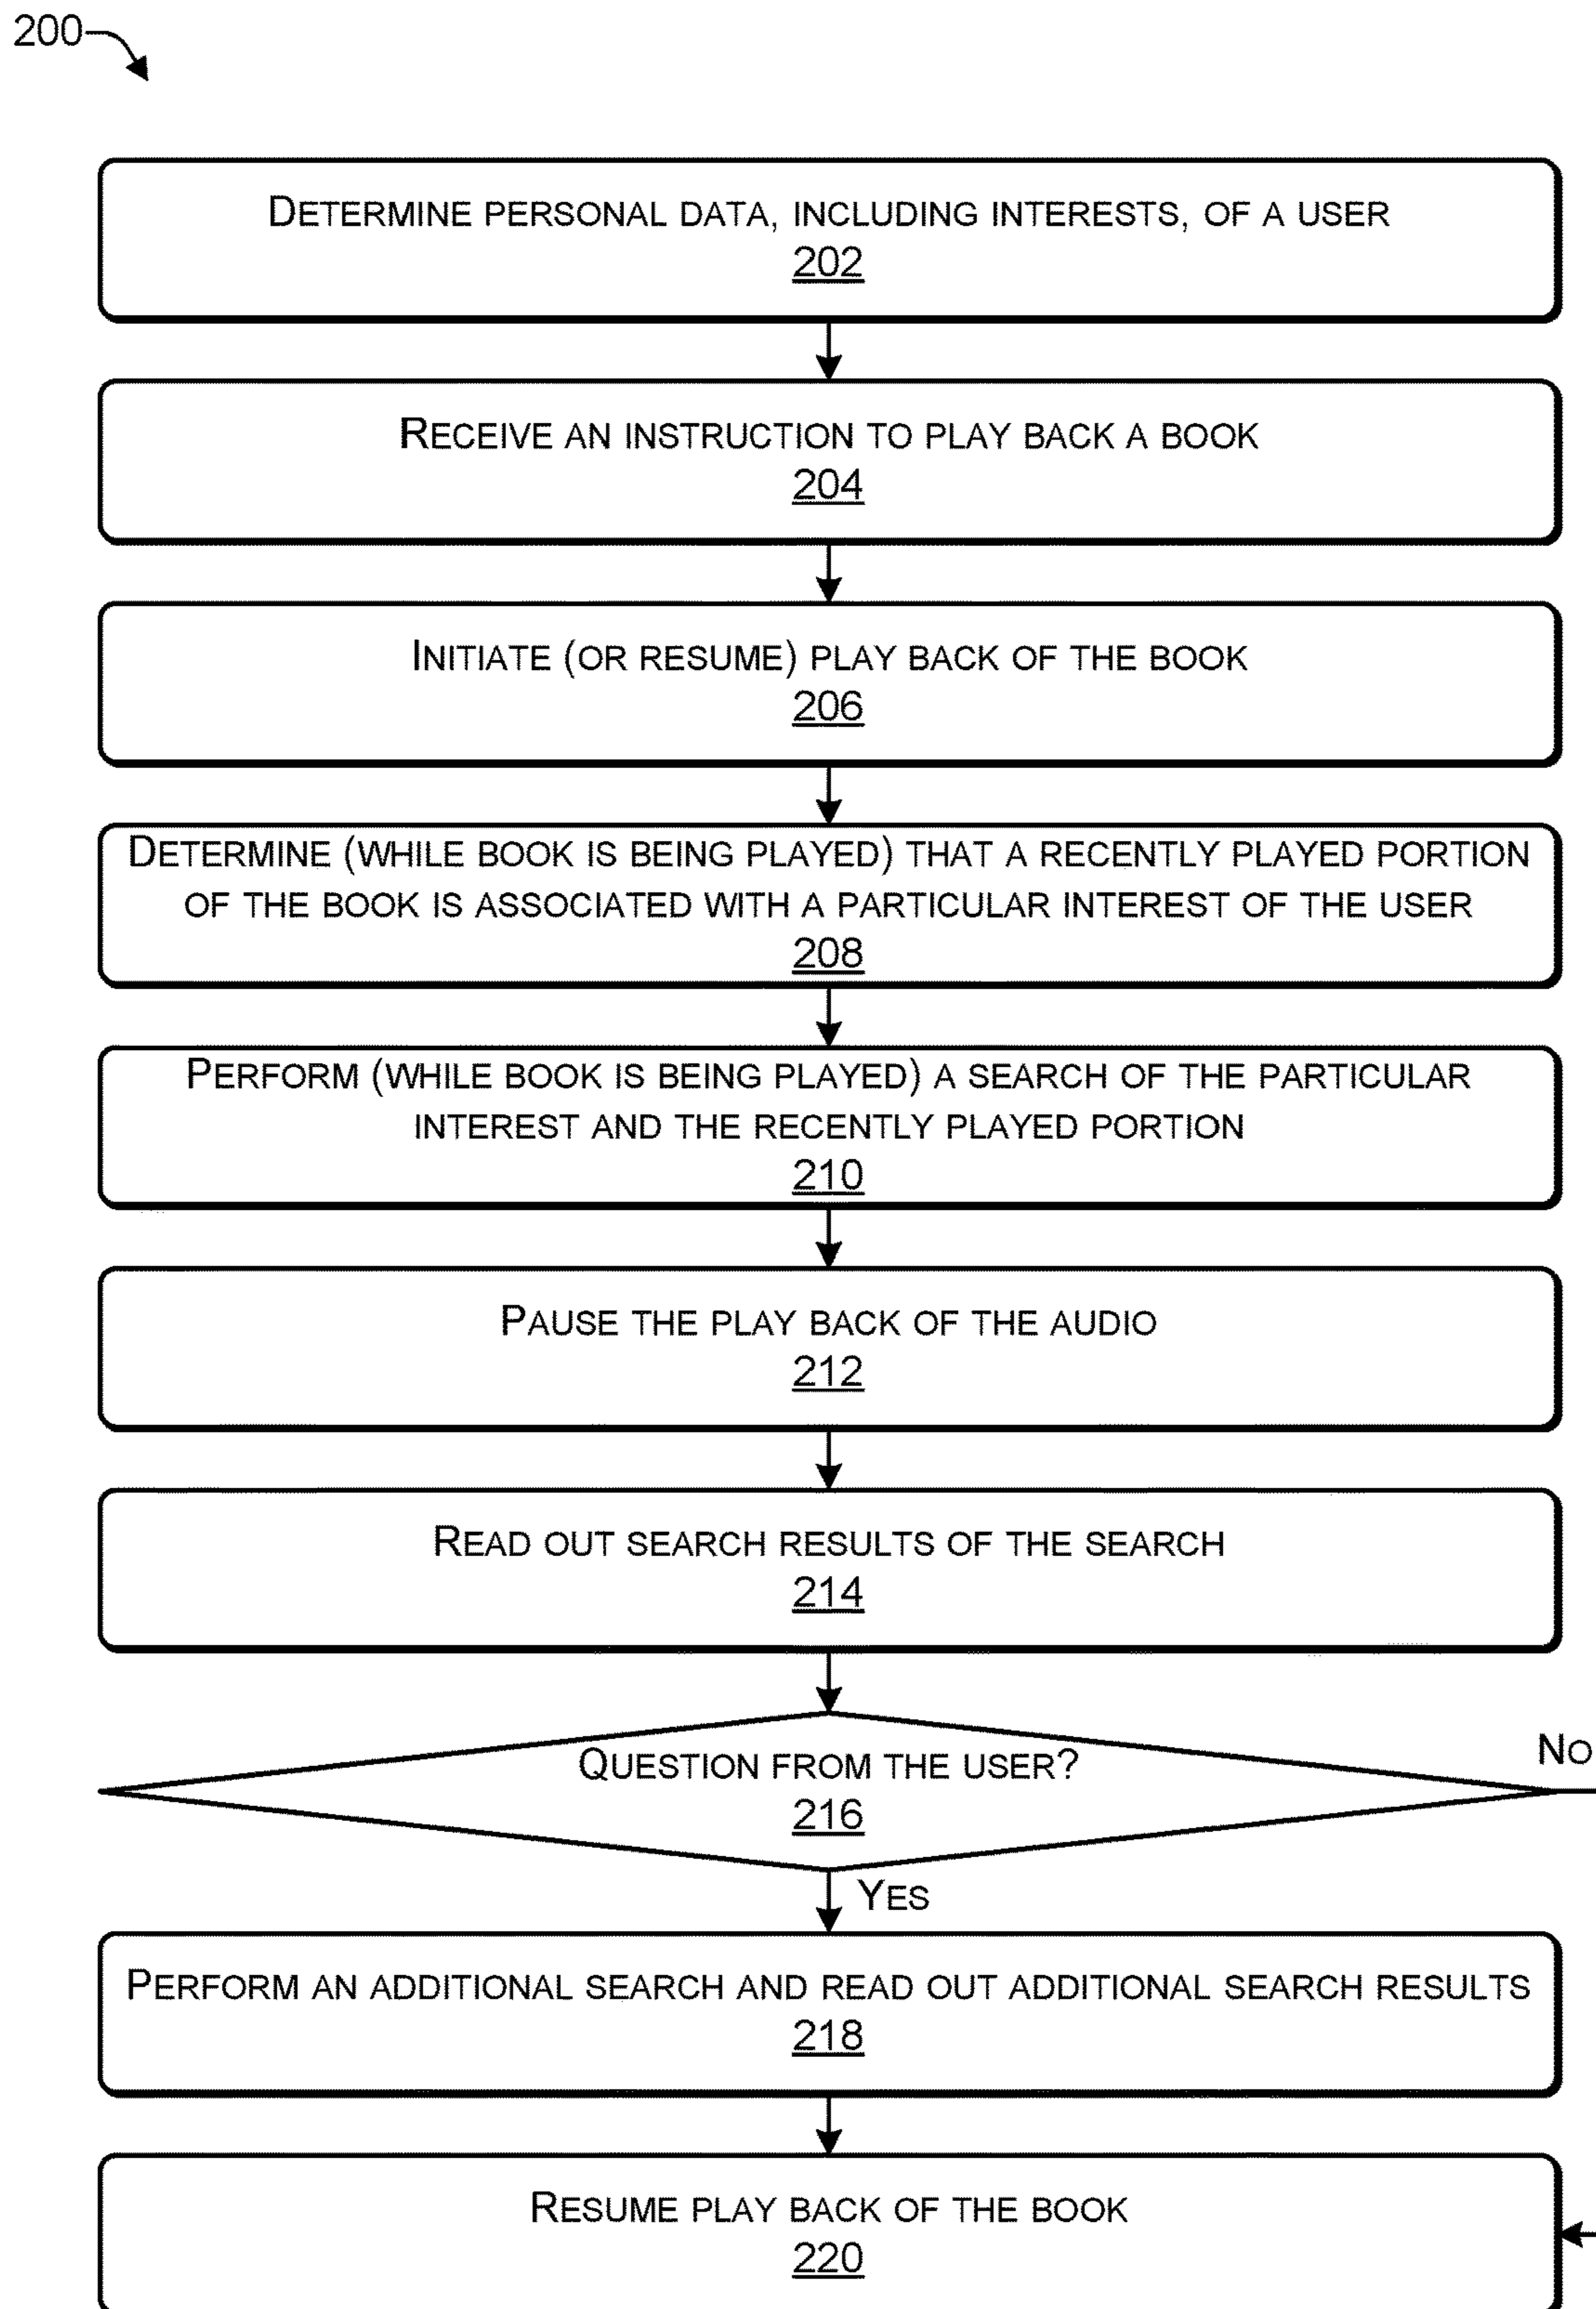 200
DETERMINE PERSONAL DATA, INCLUDING INTERESTS, OF A USER
202
RECEIVE AN INSTRUCTION TO PLAY BACK A BOOK
204
INITIATE (OR RESUME) PLAY BACK OF THE BOOK
206
DETERMINE (WHILE BOOK IS BEING PLAYED) THAT A RECENTLY PLAYED PORTION
OF THE BOOK IS ASSOCIATED WITH A PARTICULAR INTEREST OF THE USER
208
PERFORM (WHILE BOOK IS BEING PLAYED) A SEARCH OF THE PARTICULAR
INTEREST AND THE RECENTLY PLAYED PORTION
210
PAUSE THE PLAY BACK OF THE AUDIO
212
READ OUT SEARCH RESULTS OF THE SEARCH
214
QUESTION FROM THE USER?
216
NO
YES
PERFORM AN ADDITIONAL SEARCH AND READ OUT ADDITIONAL SEARCH RESULTS
218
RESUME PLAY BACK OF THE BOOK
220